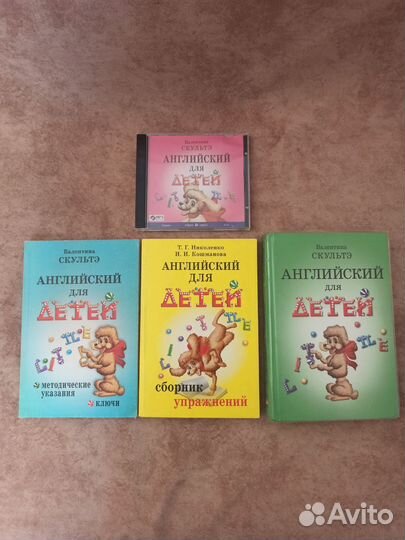 Валентина
СКУЛЬТЭ
АНГЛИЙСКИЙ
ДЛЯ
ДЕТЕЙ
Валентина
СКУЛЬТЭ
АНГЛИЙСКИЙ
ДЛЯ
ДЕТЕЙ
методические
указания
ключи
Т. Г. Николенко
И. И. Кошманова
АНГЛИЙСКИЙ
ДЛЯ
ДЕТЕЙ
сборник
упражнений
Валентина
СКУЛЬТЭ
АНГЛИЙСКИЙ
ДЛЯ
ДЕТЕЙ
Avito